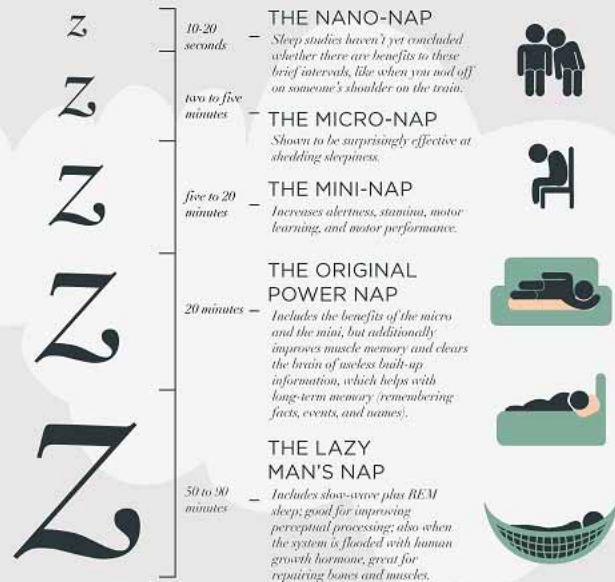 z
10-20
seconds
THE NANO-NAP
Sleep studies haven't yet concluded
whether there are benefits to these
brief intervals, like when you nod off
on someone's shoulder on the train.
z
two to five
minutes
THE MICRO-NAP
Shown to be surprisingly effective at
shedding sleepiness.
z
five to 20
minutes
THE MINI-NAP
Increases alertness, stamina, motor
learning, and motor performance.
z
20 minutes
THE ORIGINAL
POWER NAP
Includes the benefits of the micro
and the mini, but additionally
improves muscle memory and clears
the brain of useless built-up
information, which helps with
long-term memory (remembering
facts, events, and names).
z
50 to 90
minutes
THE LAZY
MAN'S NAP
Includes slow-wave plus REM
sleep; good for improving
perceptual processing; also when
the system is flooded with human
growth hormone, great for
repairing bones and muscles.